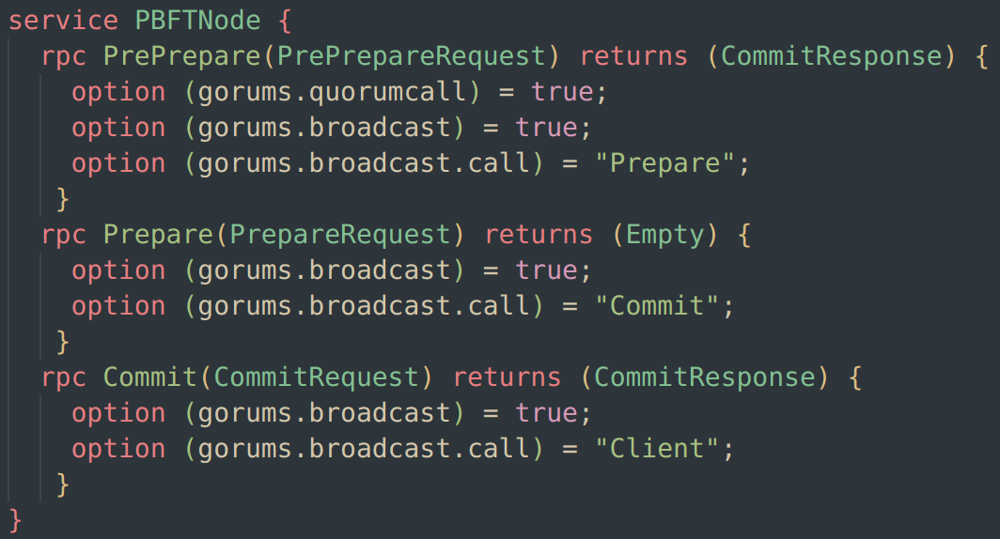 service PBFTNode {
  rpc PrePrepare(PrePrepareRequest) returns (CommitResponse) {
    option (gorums.quorumcall) = true;
    option (gorums.broadcast) = true;
    option (gorums.broadcast.call) = "Prepare";
   }
  rpc Prepare(PrepareRequest) returns (Empty) {
    option (gorums.broadcast) = true;
    option (gorums.broadcast.call) = "Commit";
   }
  rpc Commit(CommitRequest) returns (CommitResponse) {
    option (gorums.broadcast) = true;
    option (gorums.broadcast.call) = "Client";
   }
}